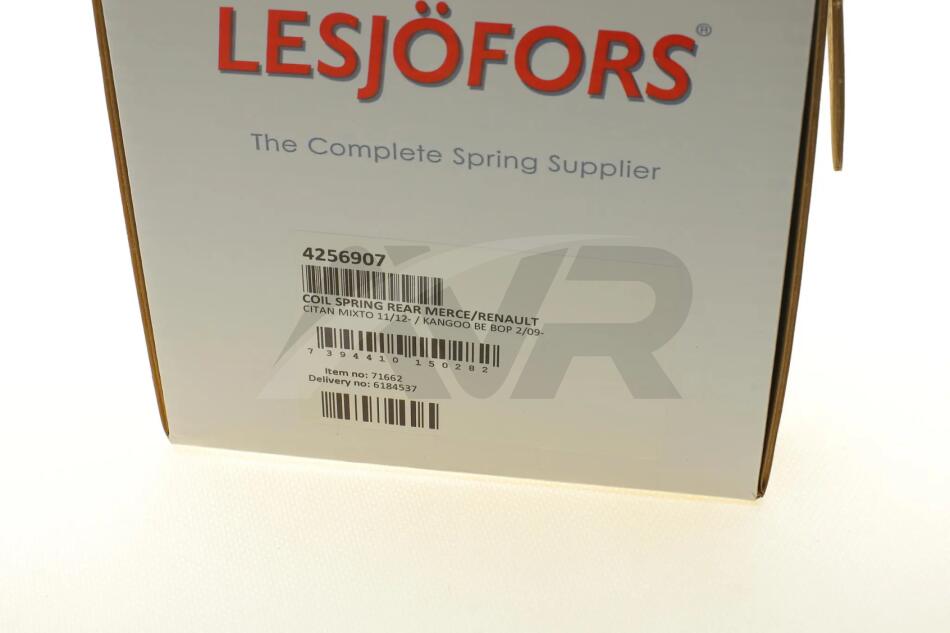 LESJÖFORS®
The Complete Spring Supplier
4256907
COIL SPRING REAR MERCE/RENAULT
CITAN MIXTO 11/12- / KANGOO BE BOP 2/09-
7 394410 150282
Item no: 71662
Delivery no: 6184537
NR